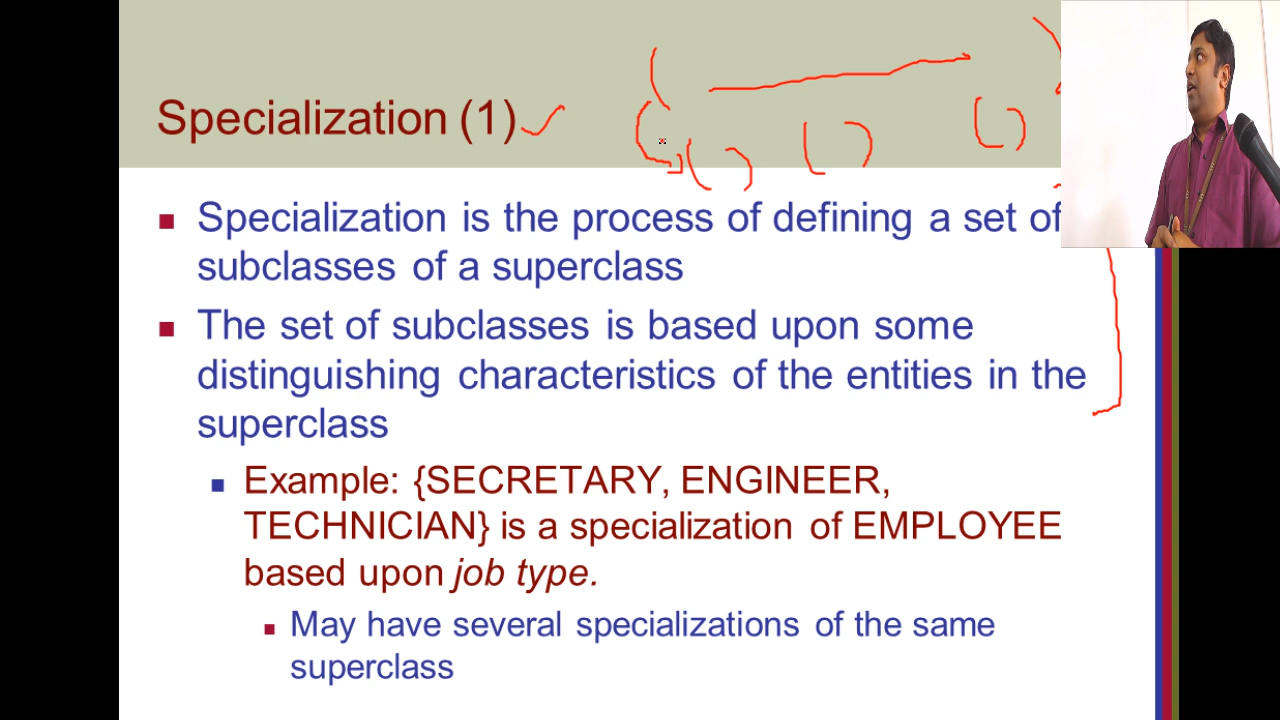 Specialization (1)
Specialization is the process of defining a set of
subclasses of a superclass
The set of subclasses is based upon some
distinguishing characteristics of the entities in the
superclass
Example: {SECRETARY, ENGINEER,
TECHNICIAN} is a specialization of EMPLOYEE
based upon job type.
May have several specializations of the same
superclass